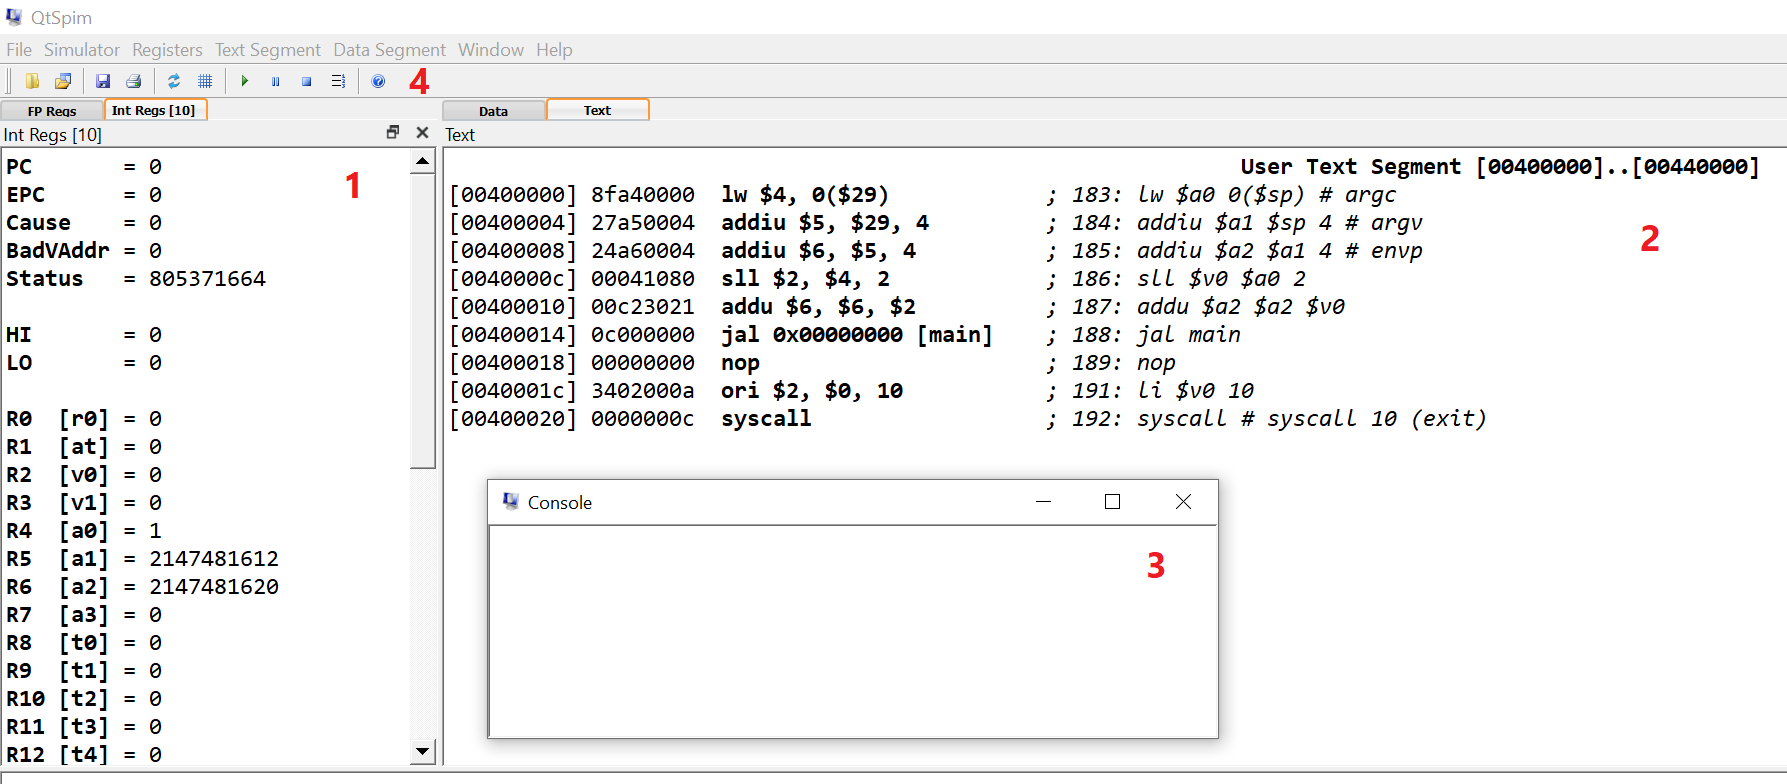 QtSpim
File Simulator Registers Text Segment Data Segment Window Help
4
FP Regs Int Regs [10] Data Text
Int Regs [10] Text
PC = 0
EPC = 0
Cause = 0
BadVAddr = 0
Status = 805371664
HI = 0
LO = 0
R0 [r0] = 0
R1 [at] = 0
R2 [v0] = 0
R3 [v1] = 0
R4 [a0] = 1
R5 [a1] = 2147481612
R6 [a2] = 2147481620
R7 [a3] = 0
R8 [t0] = 0
R9 [t1] = 0
R10 [t2] = 0
R11 [t3] = 0
R12 [t4] = 0
1
User Text Segment [00400000]..[00440000]
[00400000] 8fa40000 lw $4, 0($29) ; 183: lw $a0 0($sp) # argc
[00400004] 27a50004 addiu $5, $29, 4 ; 184: addiu $a1 $sp 4 # argv
[00400008] 24a60004 addiu $6, $5, 4 ; 185: addiu $a2 $a1 4 # envp
[0040000c] 00041080 sll $2, $4, 2 ; 186: sll $v0 $a0 2
[00400010] 00c23021 addu $6, $6, $2 ; 187: addu $a2 $a2 $v0
[00400014] 0c000000 jal 0x00000000 [main] ; 188: jal main
[00400018] 00000000 nop ; 189: nop
[0040001c] 3402000a ori $2, $0, 10 ; 191: li $v0 10
[00400020] 0000000c syscall ; 192: syscall # syscall 10 (exit)
2
Console
3